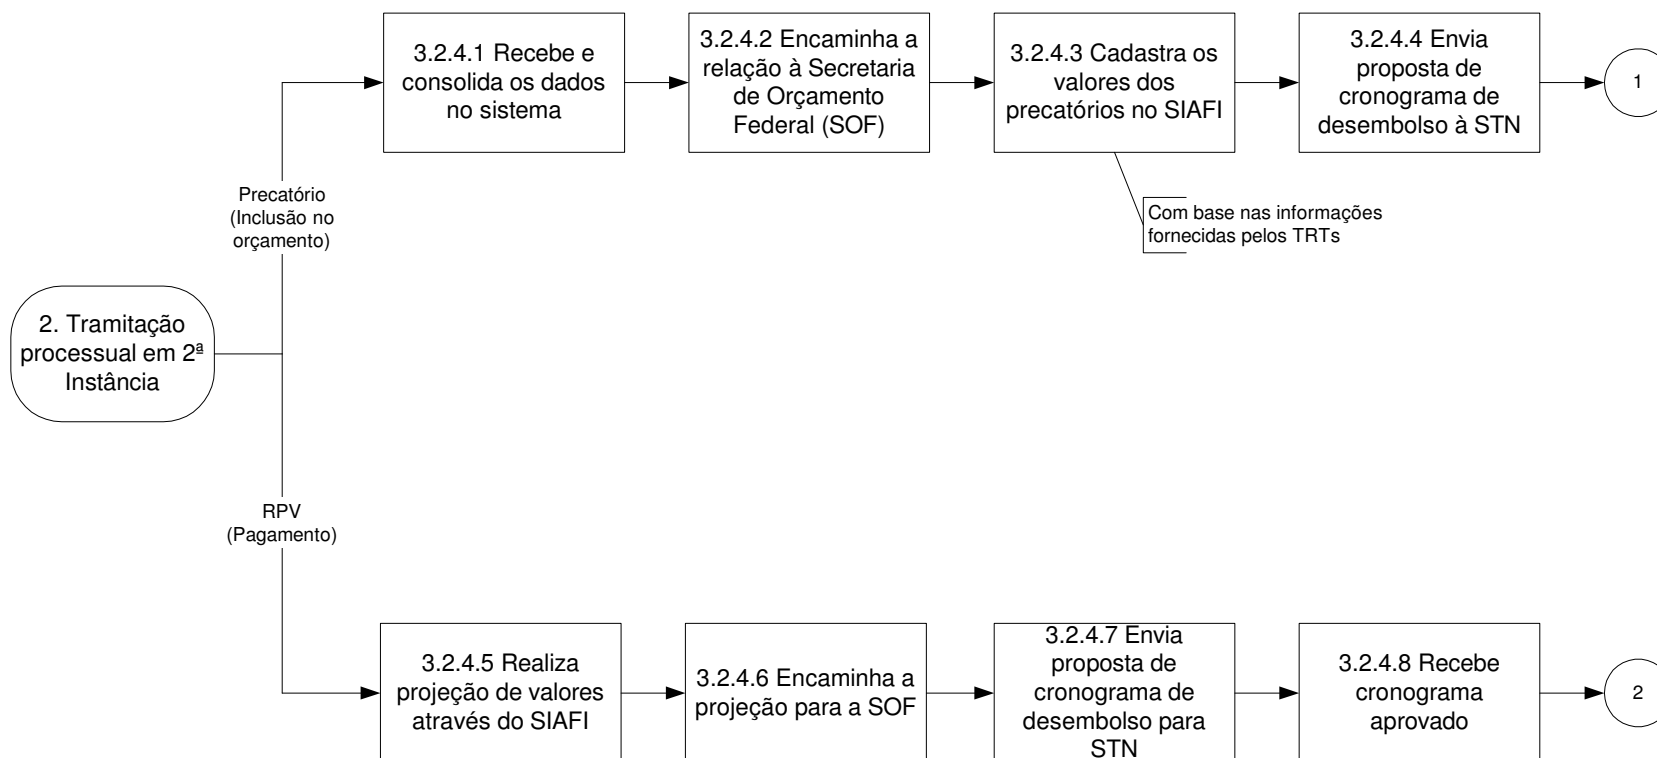 3.2.4.1 Recebe e
consolida os dados
no sistema
3.2.4.2 Encaminha a
relação à Secretaria
de Orçamento
Federal (SOF)
3.2.4.3 Cadastra os
valores dos
precatórios no SIAFI
3.2.4.4 Envia
proposta de
cronograma de
desembolso à STN
1
Precatório
(Inclusão no
orçamento)
Com base nas informações
fornecidas pelos TRTs
2. Tramitação
processual em 2ª
Instância
RPV
(Pagamento)
3.2.4.5 Realiza
projeção de valores
através do SIAFI
3.2.4.6 Encaminha a
projeção para a SOF
3.2.4.7 Envia
proposta de
cronograma de
desembolso para
STN
3.2.4.8 Recebe
cronograma
aprovado
2